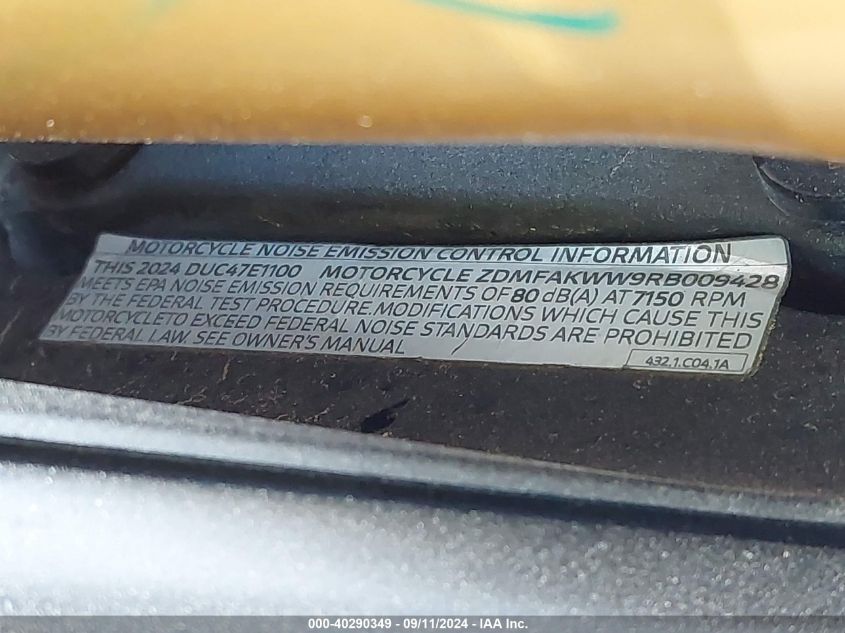 MOTORCYCLE NOISE EMISSION CONTROL INFORMATION
THIS 2024 DUC47E1100 MOTORCYCLE ZDMFAKWW9RB009428
MEETS EPA NOISE EMISSION REQUIREMENTS OF 80 dB(A) AT 7150 RPM
BY THE FEDERAL TEST PROCEDURE. MODIFICATIONS WHICH CAUSE THIS
MOTORCYCLETO EXCEED FEDERAL NOISE STANDARDS ARE PROHIBITED
BY FEDERAL LAW. SEE OWNER'S MANUAL
432.1.C04.1A
000-40290349 - 09/11/2024 - IAA Inc.